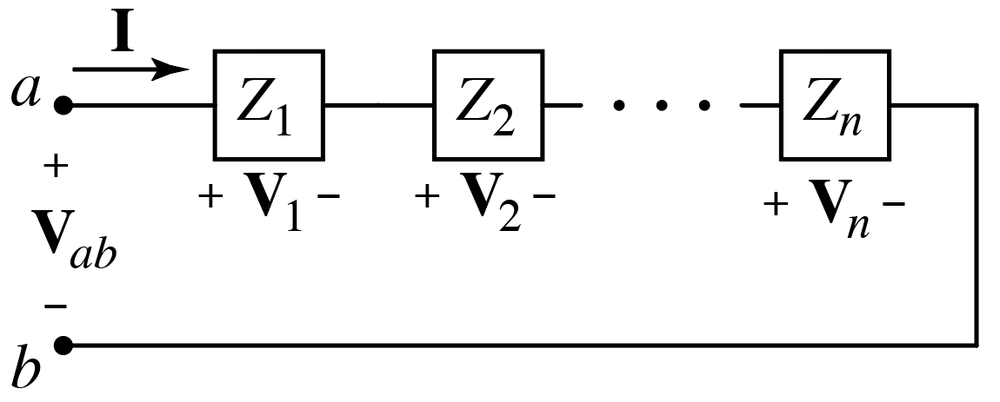 I
a
Z1
Z2
. . .
Zn
+ V1 −
+ V2 −
+ Vn −
+
Vab
−
b